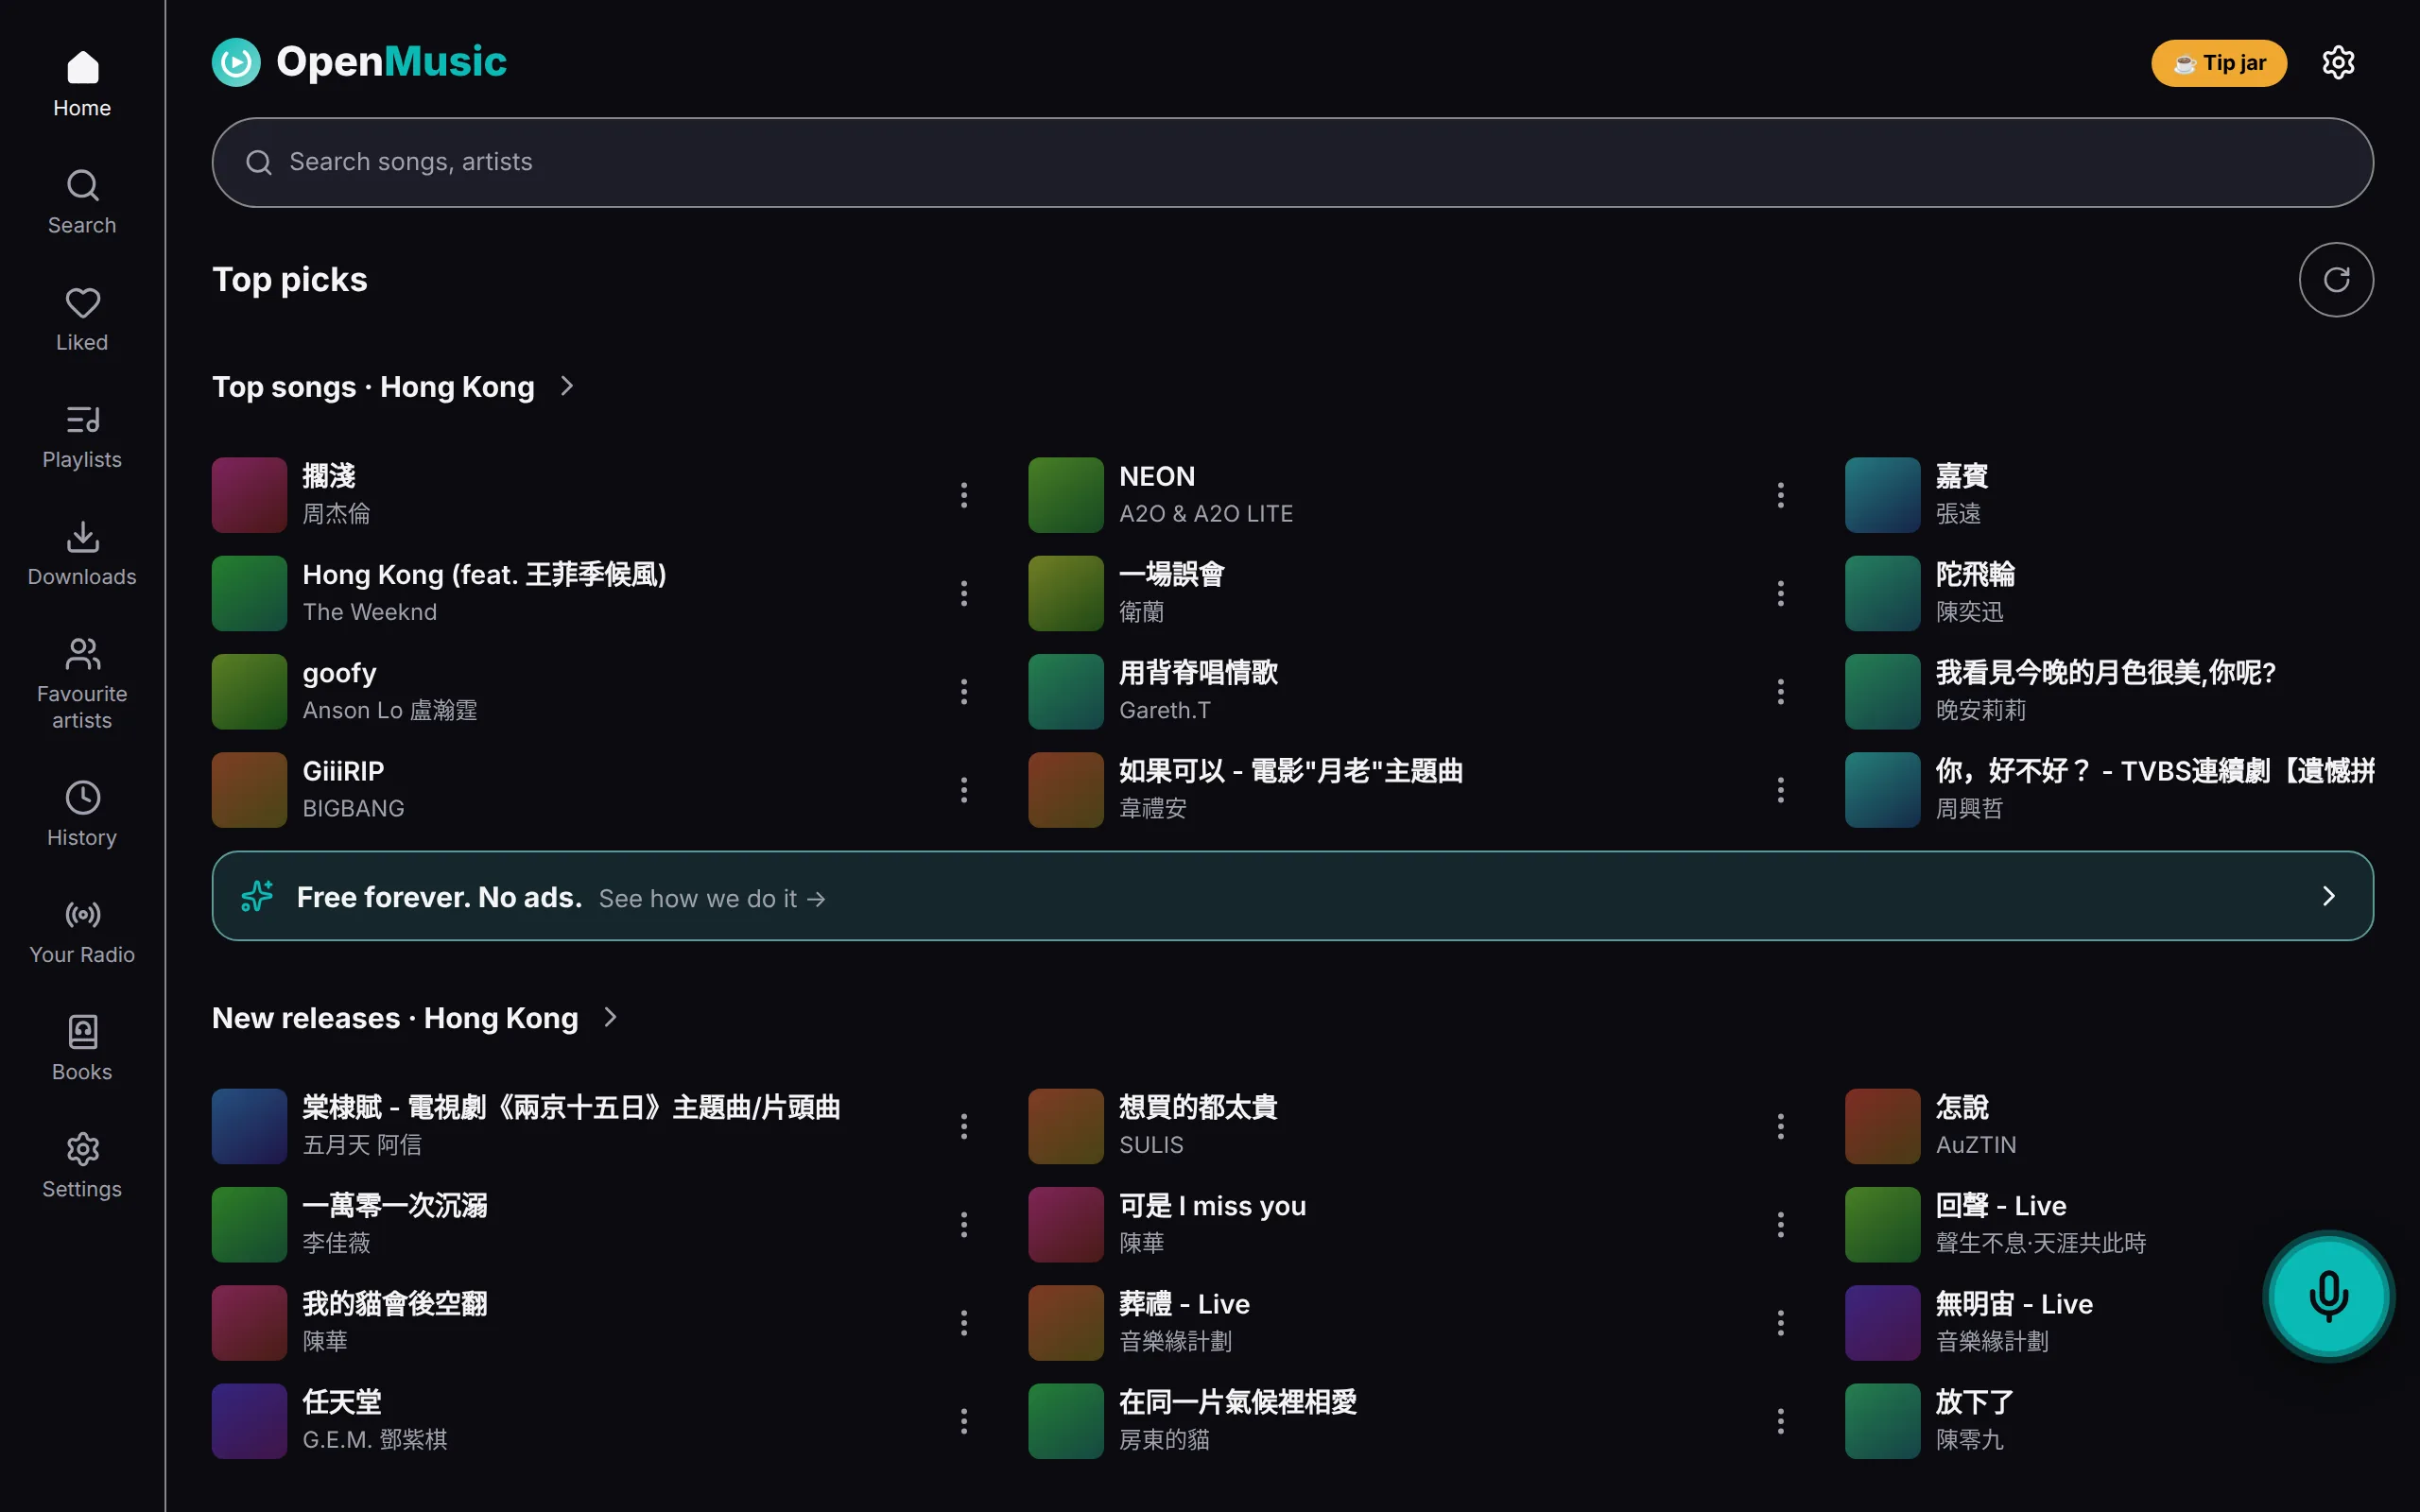 Home
Search
Liked
Playlists
Downloads
Favourite
artists
History
Your Radio
Books
Settings
OpenMusic
☕ Tip jar
Search songs, artists
Top picks
Top songs · Hong Kong
擱淺
周杰倫
NEON
A2O & A2O LITE
嘉賓
張遠
Hong Kong (feat. 王菲季候風)
The Weeknd
一場誤會
衛蘭
陀飛輪
陳奕迅
goofy
Anson Lo 盧瀚霆
用背脊唱情歌
Gareth.T
我看見今晚的月色很美,你呢?
晚安莉莉
GiiiRIP
BIGBANG
如果可以 - 電影"月老"主題曲
韋禮安
你，好不好？ - TVBS連續劇【遺憾拼
周興哲
Free forever. No ads. See how we do it →
New releases · Hong Kong
棠棣賦 - 電視劇《兩京十五日》主題曲/片頭曲
五月天 阿信
想買的都太貴
SULIS
怎說
AuZTIN
一萬零一次沉溺
李佳薇
可是 I miss you
陳華
回聲 - Live
聲生不息·天涯共此時
我的貓會後空翻
陳華
葬禮 - Live
音樂緣計劃
無明宙 - Live
音樂緣計劃
任天堂
G.E.M. 鄧紫棋
在同一片氣候裡相愛
房東的貓
放下了
陳零九